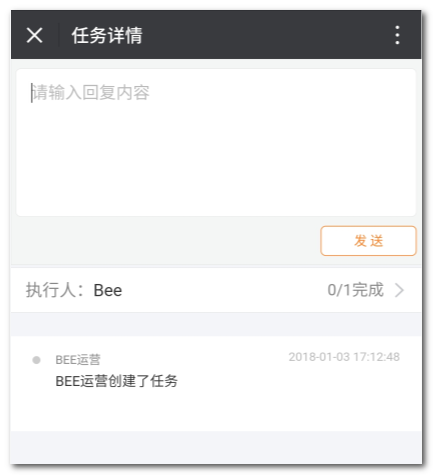 任务详情
请输入回复内容
发送
执行人：Bee 0/1完成
BEE运营 2018-01-03 17:12:48
BEE运营创建了任务